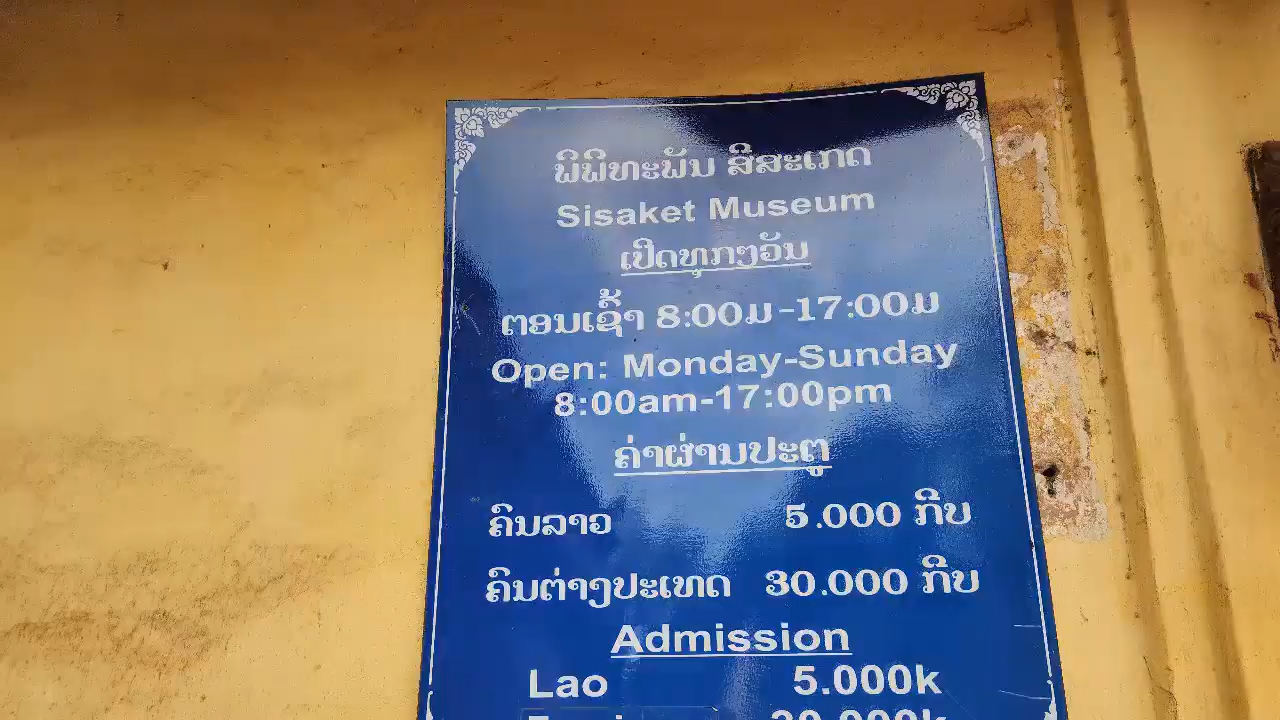 ພິພິທະພັນ ສີສະເກດ
Sisaket Museum
ເປີດທຸກໆວັນ
ຕອນເຊົ້າ 8:00ມ -17:00ມ
Open: Monday-Sunday
8:00am-17:00pm
ຄ່າຜ່ານປະຕູ
ຄົນລາວ 5.000 ກີບ
ຄົນຕ່າງປະເທດ 30.000 ກີບ
Admission
Lao 5.000k
30.000k